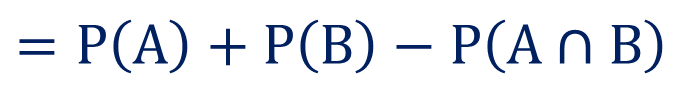 = P(A) + P(B) − P(A ∩ B)